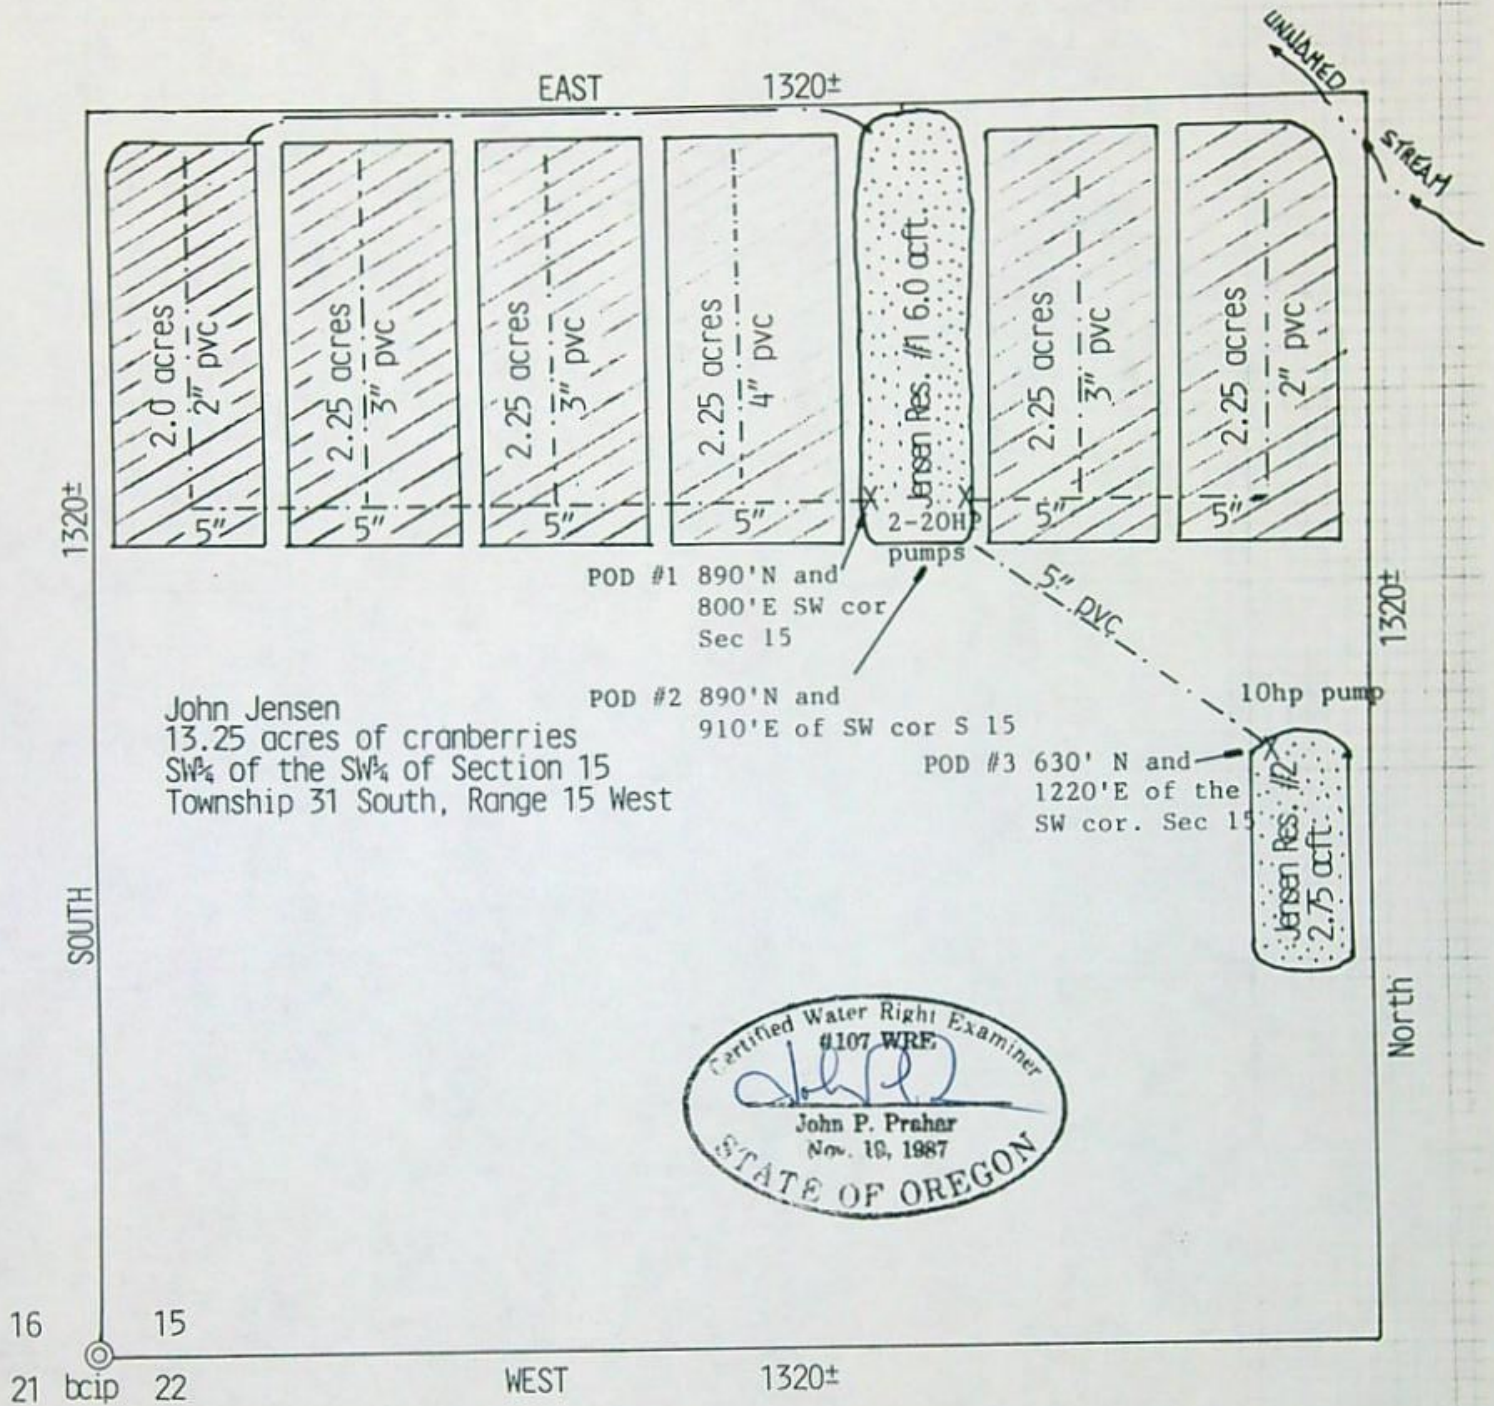 UNNAMED
STREAM
EAST 1320±
2.0 acres
2" pvc
2.25 acres
3" pvc
2.25 acres
3" pvc
2.25 acres
4" pvc
Jensen Res. #1 6.0 acft.
2.25 acres
3" pvc
2.25 acres
2" pvc
1320±
5"
5"
5"
5"
2-20HP
pumps
5"
5"
POD #1 890'N and
800'E SW cor
Sec 15
5" pvc
1320±
POD #2 890'N and
910'E of SW cor S 15
10hp pump
John Jensen
13.25 acres of cranberries
SW¼ of the SW¼ of Section 15
Township 31 South, Range 15 West
POD #3 630' N and
1220'E of the
SW cor. Sec 15
Jensen Res. #2
2.75 acft.
SOUTH
North
Certified Water Right Examiner
#107 WRE
John P. Prahar
Nov. 19, 1987
STATE OF OREGON
16 15
21 bcip 22
WEST 1320±